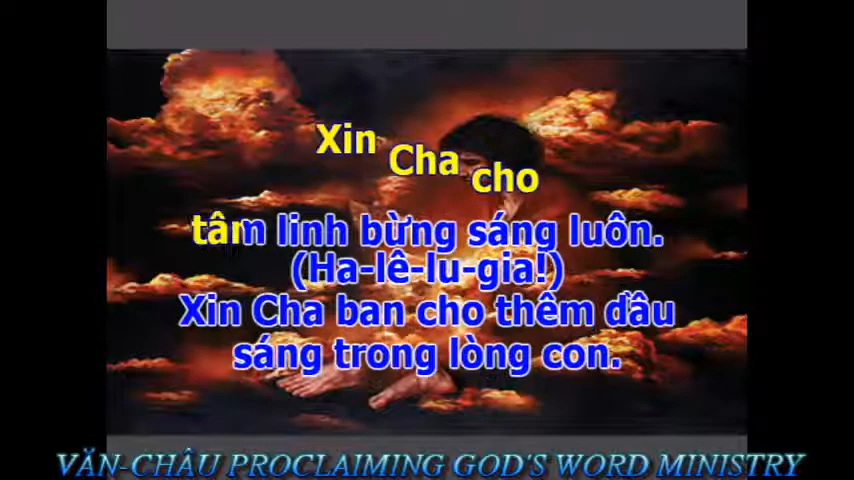 Xin Cha cho
tâm linh bừng sáng luôn.
(Ha-lê-lu-gia!)
Xin Cha ban cho thêm dầu
sáng trong lòng con.
VĂN-CHÂU PROCLAIMING GOD'S WORD MINISTRY